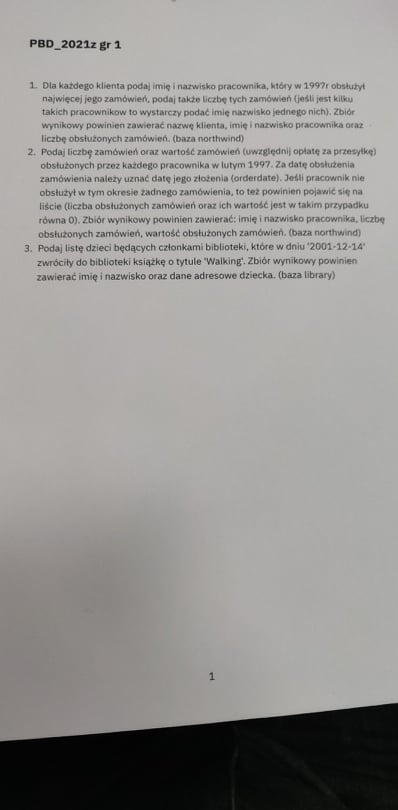 PBD_2021z gr 1
1. Dla każdego klienta podaj imię i nazwisko pracownika, który w 1997r obsłużył
najwięcej jego zamówień, podaj także liczbę tych zamówień (jeśli jest kilku
takich pracownikow to wystarczy podać imię nazwisko jednego nich). Zbiór
wynikowy powinien zawierać nazwę klienta, imię i nazwisko pracownika oraz
liczbę obsłużonych zamówień. (baza northwind)
2. Podaj liczbę zamówień oraz wartość zamówień (uwzględnij opłatę za przesyłkę)
obsłużonych przez każdego pracownika w lutym 1997. Za datę obsłużenia
zamówienia należy uznać datę jego złożenia (orderdate). Jeśli pracownik nie
obsłużył w tym okresie żadnego zamówienia, to też powinien pojawić się na
liście (liczba obsłużonych zamówień oraz ich wartość jest w takim przypadku
równa 0). Zbiór wynikowy powinien zawierać: imię i nazwisko pracownika, liczbę
obsłużonych zamówień, wartość obsłużonych zamówień. (baza northwind)
3. Podaj listę dzieci będących członkami biblioteki, które w dniu '2001-12-14'
zwróciły do biblioteki książkę o tytule 'Walking'. Zbiór wynikowy powinien
zawierać imię i nazwisko oraz dane adresowe dziecka. (baza library)
1